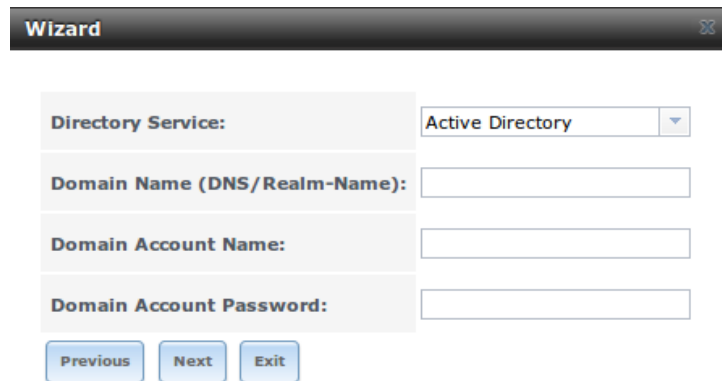 Wizard
Directory Service: Active Directory
Domain Name (DNS/Realm-Name):
Domain Account Name:
Domain Account Password:
Previous Next Exit